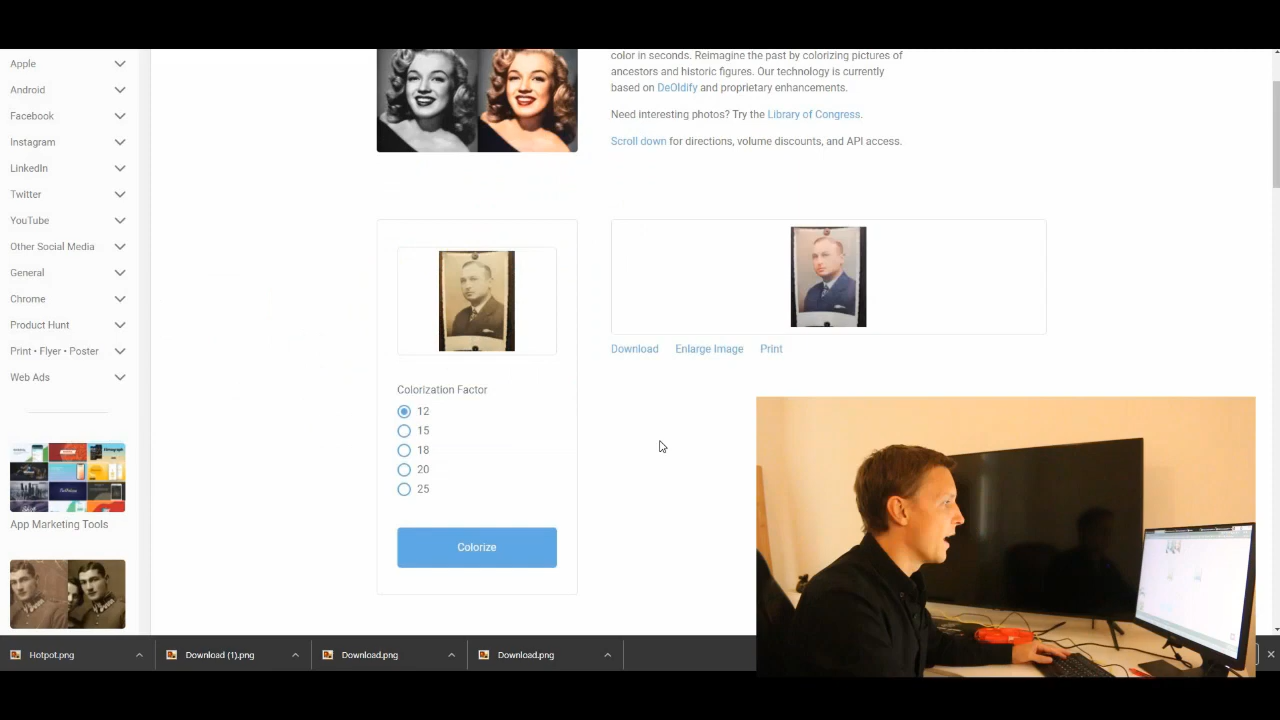 Apple
Android
Facebook
Instagram
LinkedIn
Twitter
YouTube
Other Social Media
General
Chrome
Product Hunt
Print • Flyer • Poster
Web Ads
App Marketing Tools
color in seconds. Reimagine the past by colorizing pictures of
ancestors and historic figures. Our technology is currently
based on DeOldify and proprietary enhancements.
Need interesting photos? Try the Library of Congress.
Scroll down for directions, volume discounts, and API access.
Colorization Factor
12
15
18
20
25
Colorize
Download Enlarge Image Print
Hotpot.png Download (1).png Download.png Download.png